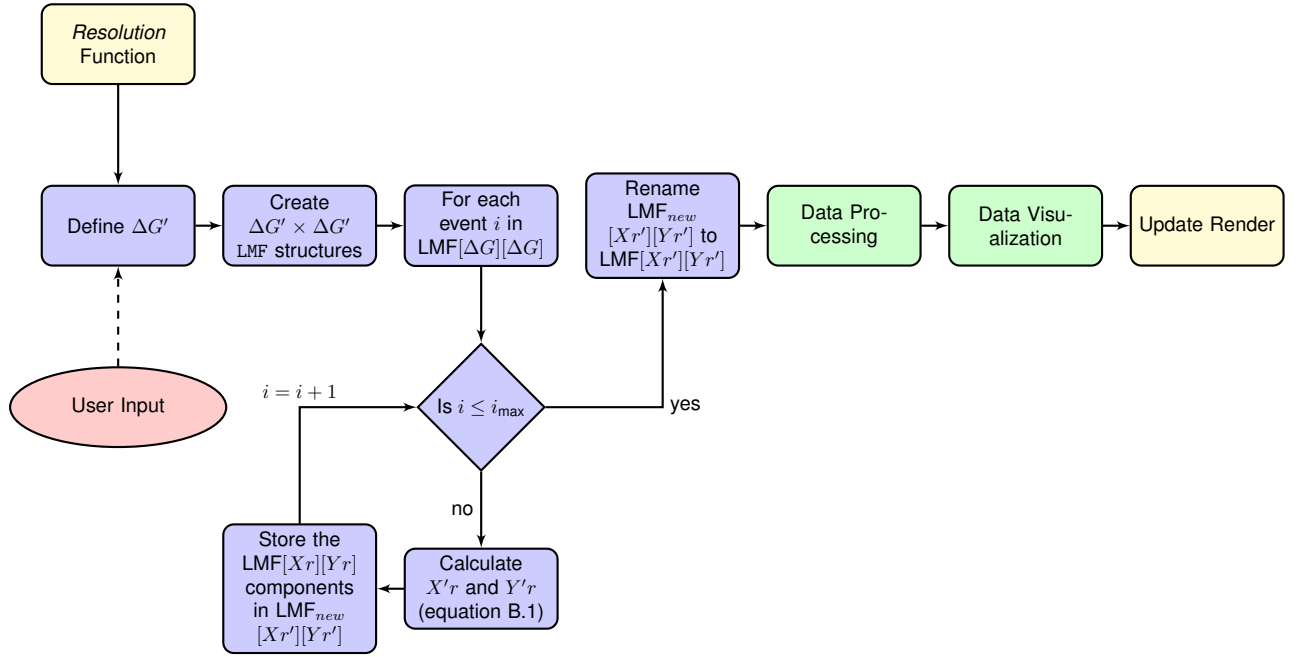 Resolution
Function
Define ΔG′
Create
ΔG′ × ΔG′
LMF structures
For each
event i in
LMF[ΔG][ΔG]
Rename
LMF_new
[Xr′][Yr′] to
LMF[Xr′][Yr′]
Data Pro-
cessing
Data Visu-
alization
Update Render
User Input
i = i + 1
Is i ≤ i_max
yes
no
Store the
LMF[Xr][Yr]
components
in LMF_new
[Xr′][Yr′]
Calculate
X′r and Y′r
(equation B.1)